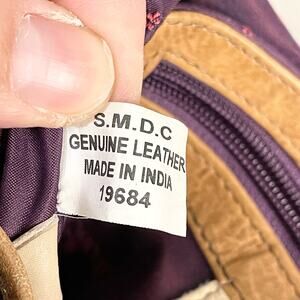 S.M.D.C
GENUINE LEATHER
MADE IN INDIA
19684